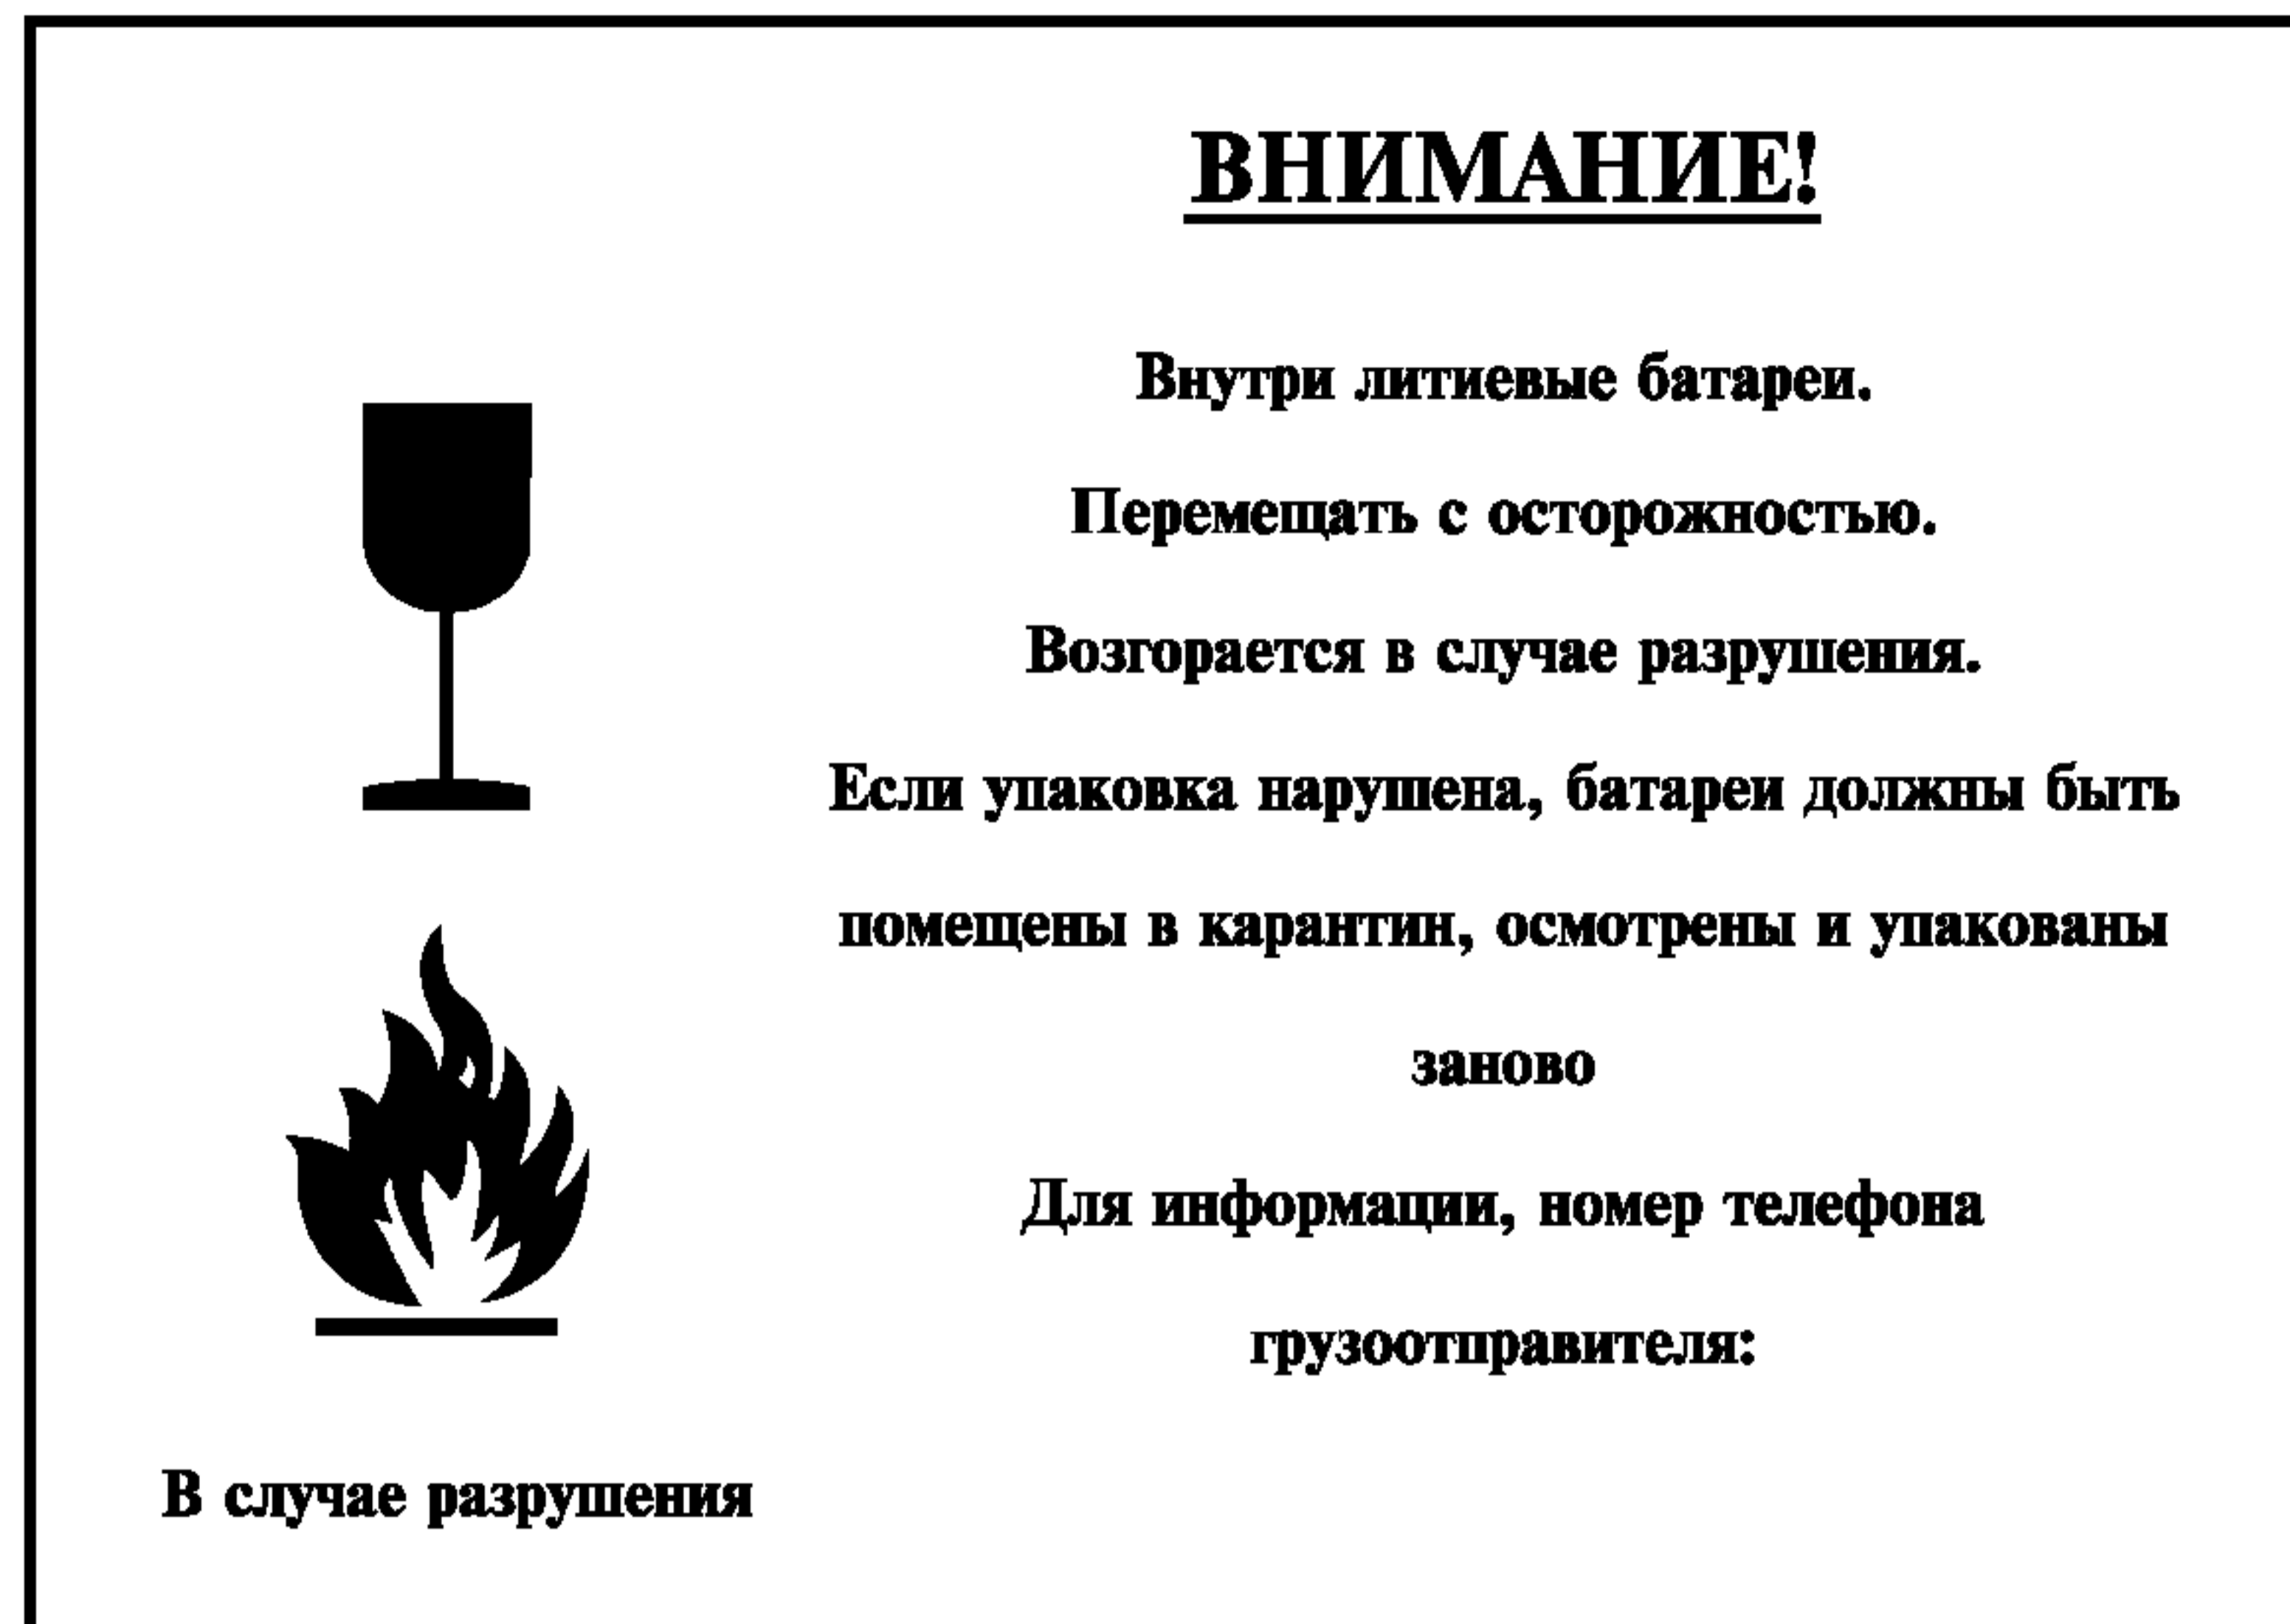 ВНИМАНИЕ!
Внутри литиевые батареи.
Перемещать с осторожностью.
Возгорается в случае разрушения.
Если упаковка нарушена, батареи должны быть
помещены в карантин, осмотрены и упакованы
заново
Для информации, номер телефона
грузоотправителя:
В случае разрушения